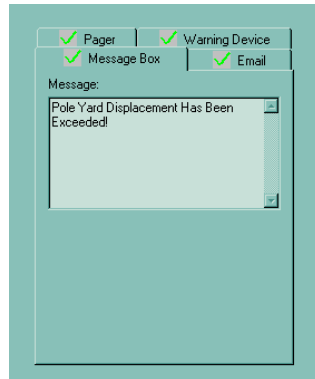 Pager Warning Device
Message Box Email
Message:
Pole Yard Displacement Has Been
Exceeded!